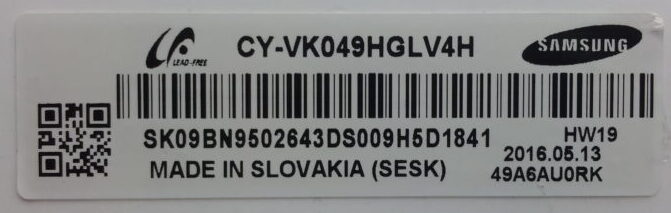 LEAD-FREE
CY-VK049HGLV4H
SAMSUNG
SK09BN9502643DS009H5D1841
HW19
MADE IN SLOVAKIA (SESK)
2016.05.13
49A6AU0RK